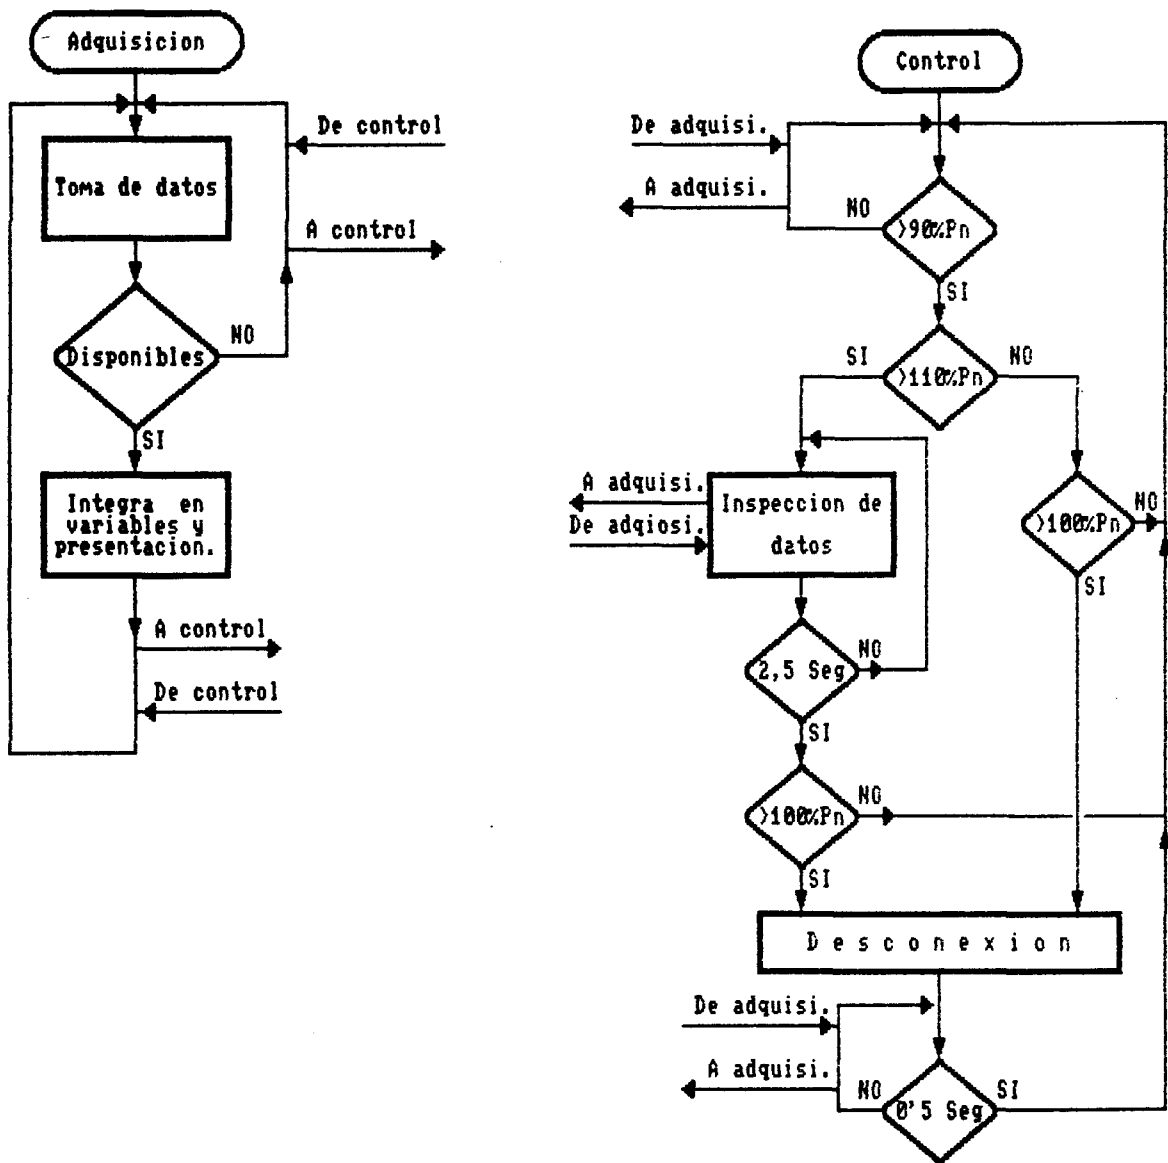 Adquisicion
De control
Toma de datos
A control
NO
Disponibles
SI
Integra en
variables y
presentacion.
A control
De control
Control
De adquisi.
A adquisi.
NO
>90%Pn
SI
SI
NO
>110%Pn
A adquisi.
De adqiosi.
Inspeccion de
datos
NO
>100%Pn
SI
NO
2,5 Seg
SI
NO
>100%Pn
SI
Desconexion
De adquisi.
A adquisi.
NO
SI
0'5 Seg